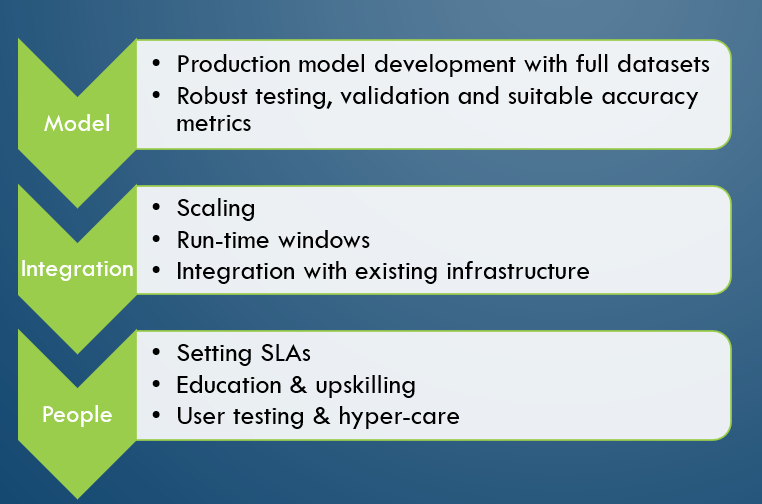 Model
• Production model development with full datasets
• Robust testing, validation and suitable accuracy
metrics
Integration
• Scaling
• Run-time windows
• Integration with existing infrastructure
People
• Setting SLAs
• Education & upskilling
• User testing & hyper-care